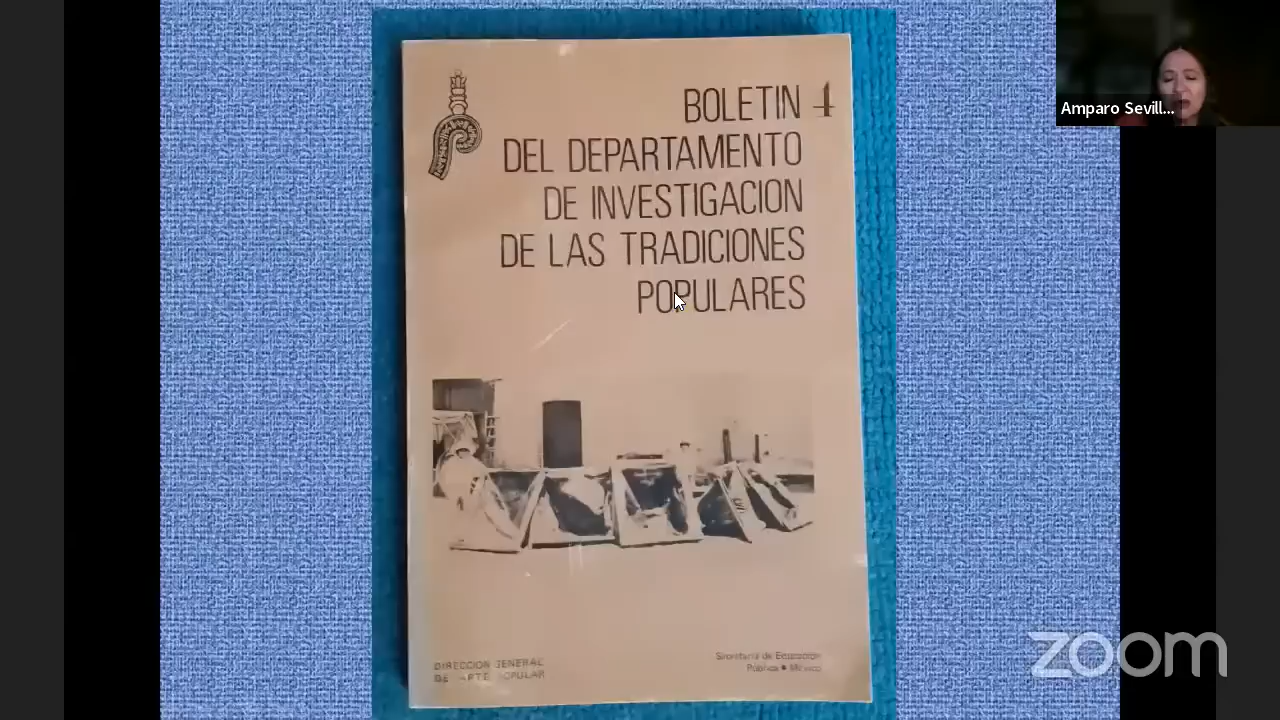 BOLETIN 4
DEL DEPARTAMENTO
DE INVESTIGACION
DE LAS TRADICIONES
POPULARES
DIRECCION GENERAL
DE ARTE POPULAR
Secretaría de Educación
Pública • México
Amparo Sevill...
zoom